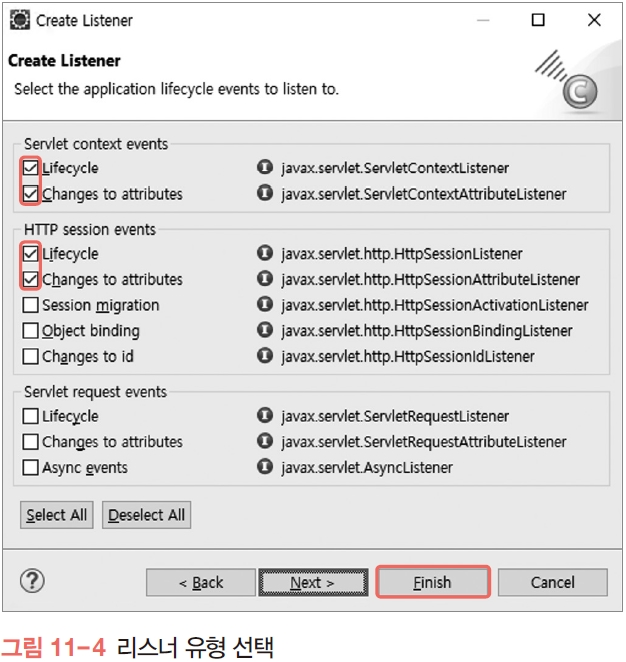 Create Listener
Create Listener
Select the application lifecycle events to listen to.
Servlet context events
Lifecycle javax.servlet.ServletContextListener
Changes to attributes javax.servlet.ServletContextAttributeListener
HTTP session events
Lifecycle javax.servlet.http.HttpSessionListener
Changes to attributes javax.servlet.http.HttpSessionAttributeListener
Session migration javax.servlet.http.HttpSessionActivationListener
Object binding javax.servlet.http.HttpSessionBindingListener
Changes to id javax.servlet.http.HttpSessionIdListener
Servlet request events
Lifecycle javax.servlet.ServletRequestListener
Changes to attributes javax.servlet.ServletRequestAttributeListener
Async events javax.servlet.AsyncListener
Select All Deselect All
? < Back Next > Finish Cancel
그림 11-4 리스너 유형 선택